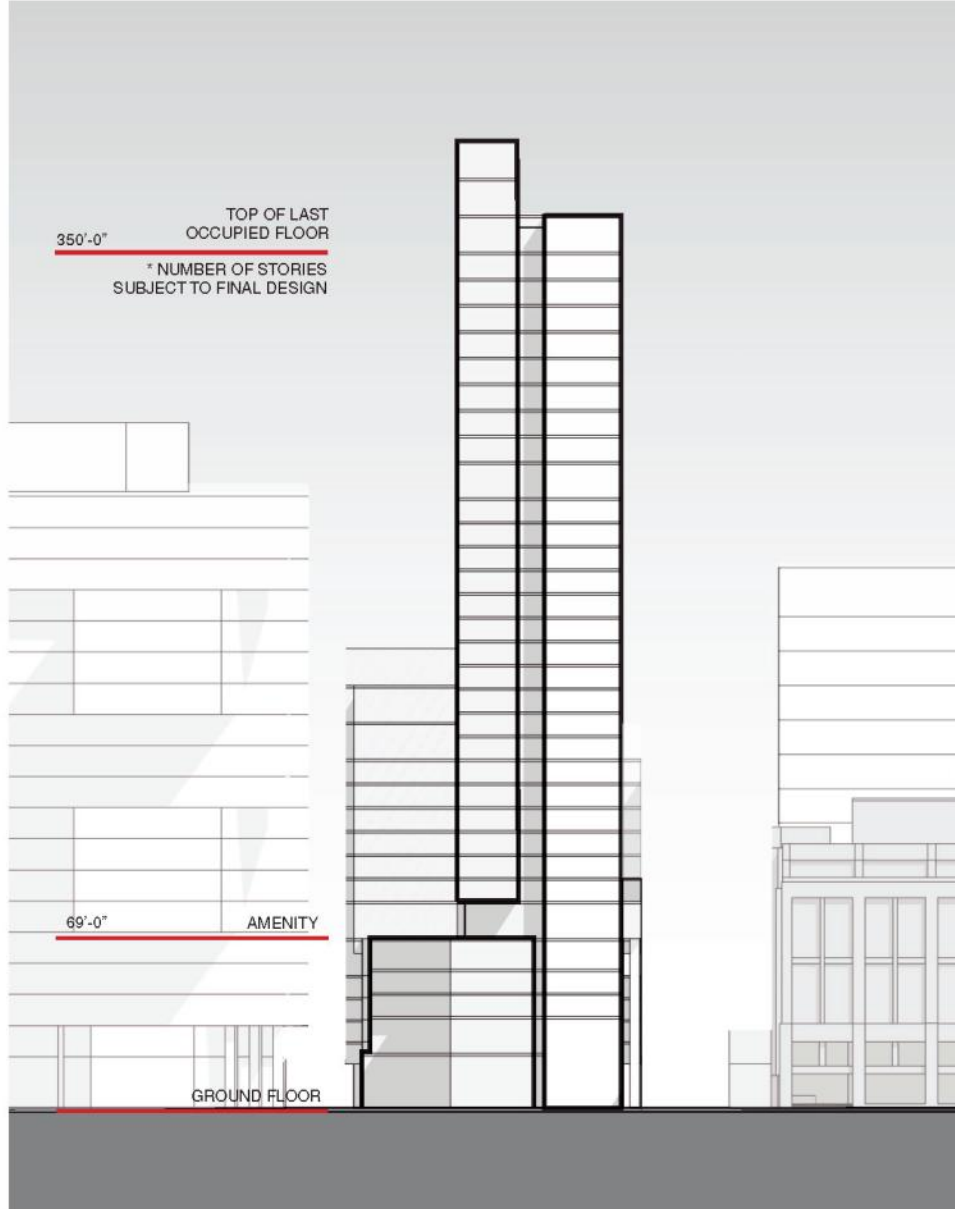 TOP OF LAST
350'-0" OCCUPIED FLOOR
* NUMBER OF STORIES
SUBJECT TO FINAL DESIGN
69'-0" AMENITY
GROUND FLOOR